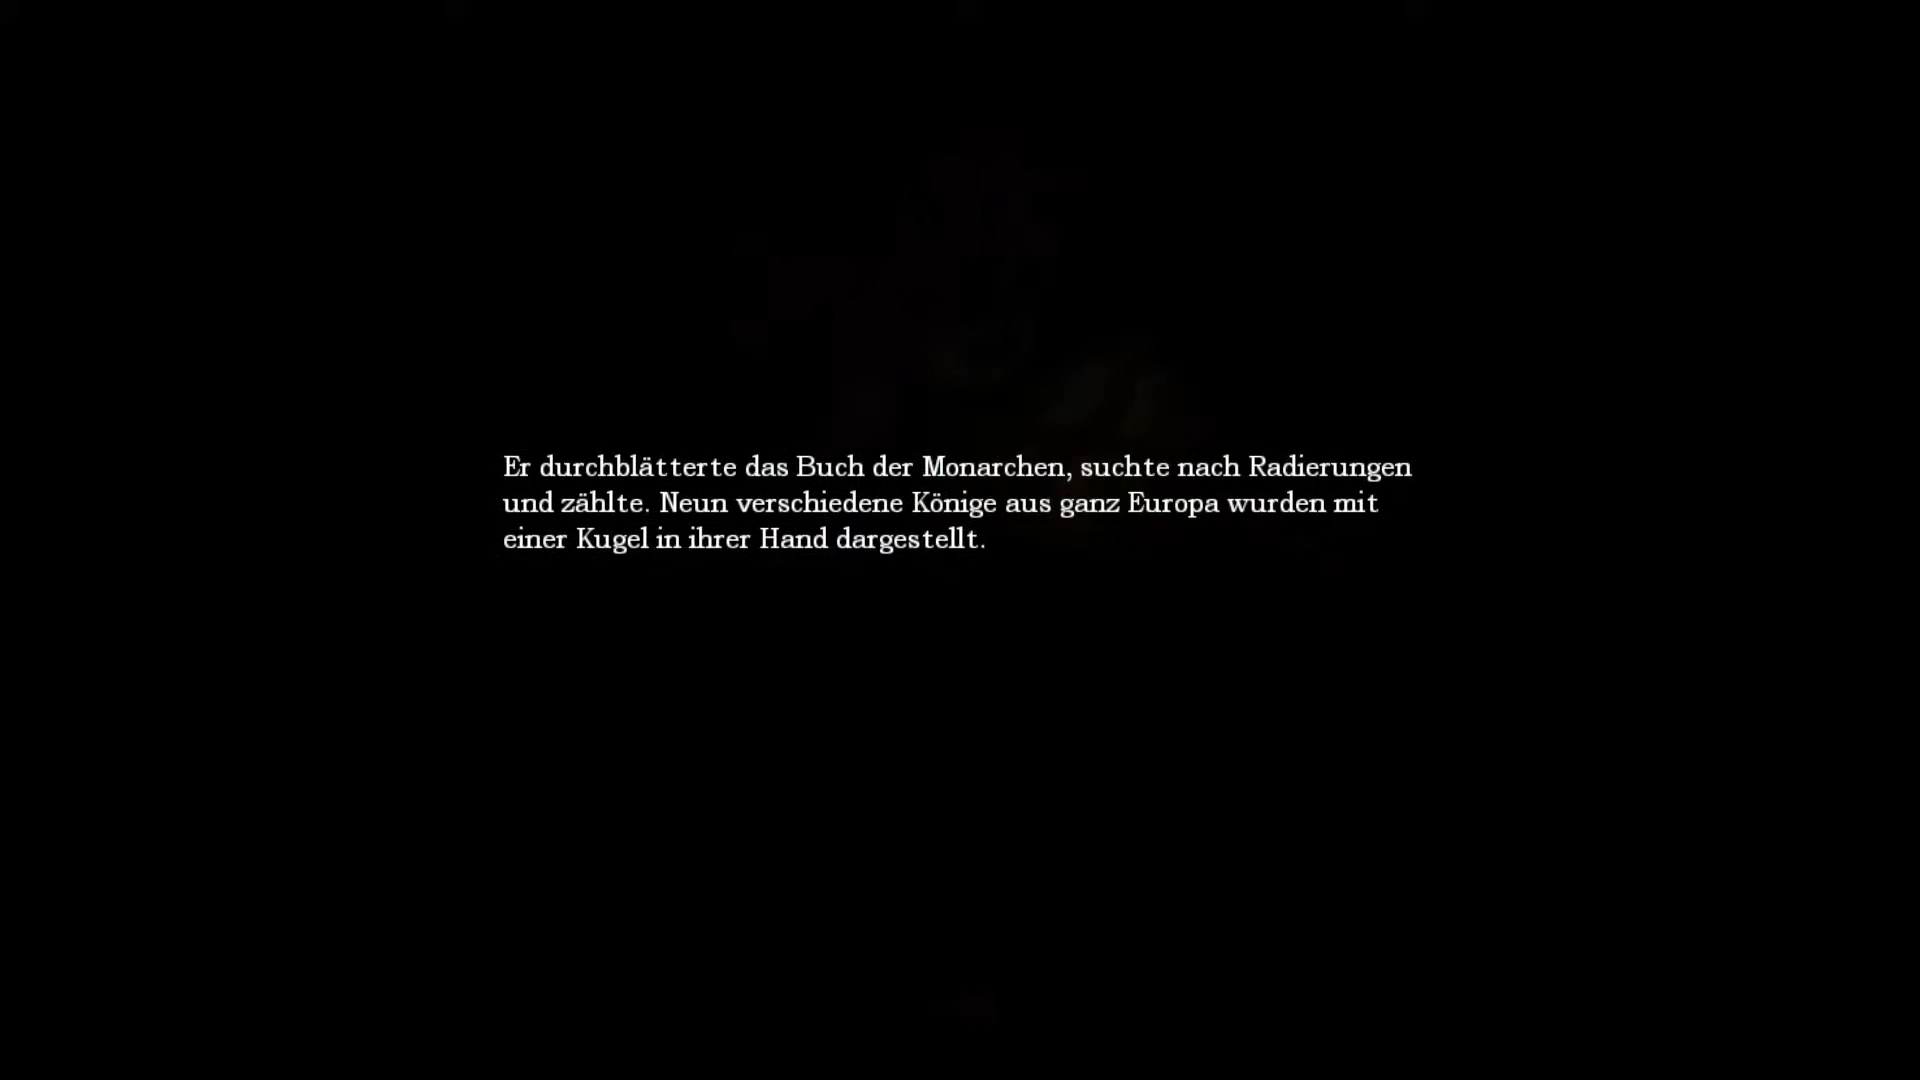 Er durchblätterte das Buch der Monarchen, suchte nach Radierungen
und zählte. Neun verschiedene Könige aus ganz Europa wurden mit
einer Kugel in ihrer Hand dargestellt.